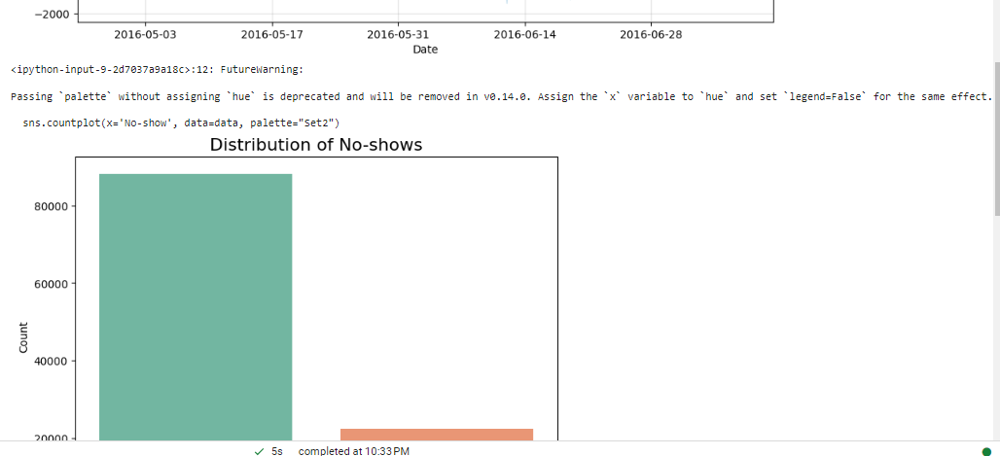 −2000
2016-05-03 2016-05-17 2016-05-31 2016-06-14 2016-06-28
Date
<ipython-input-9-2d7037a9a18c>:12: FutureWarning:
Passing `palette` without assigning `hue` is deprecated and will be removed in v0.14.0. Assign the `x` variable to `hue` and set `legend=False` for the same effect.
sns.countplot(x='No-show', data=data, palette="Set2")
Distribution of No-shows
80000
60000
Count
40000
20000
5s completed at 10:33 PM